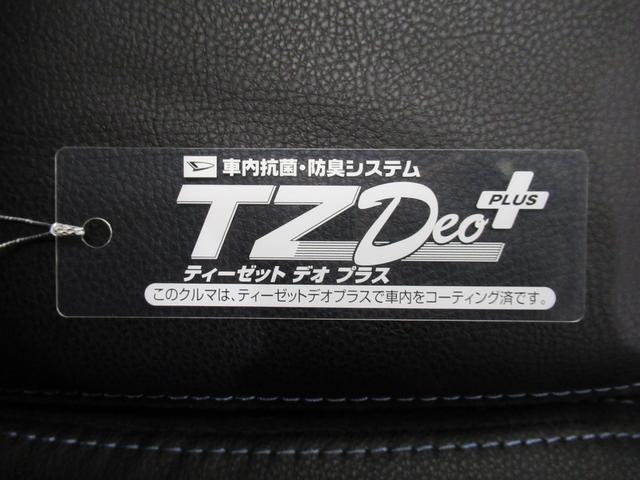 車内抗菌・防臭システム
TZ Deo PLUS
ティーゼット デオ プラス
このクルマは、ティーゼットデオプラスで車内をコーティング済です。